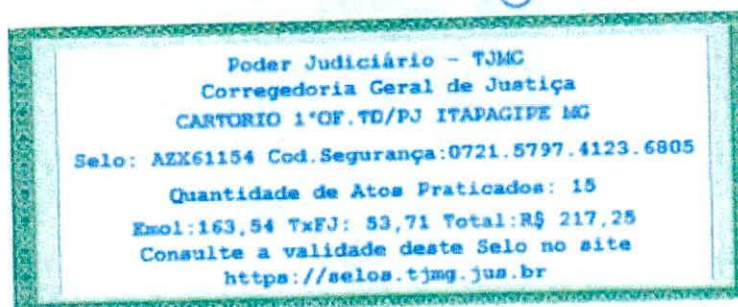 Poder Judiciário - TJMG
Corregedoria Geral de Justiça
CARTORIO 1°OF.TD/PJ ITAPAGIPE MG
Selo: AZX61154 Cod.Segurança:0721.5797.4123.6805
Quantidade de Atos Praticados: 15
Emol:163,54 TxFJ: 53,71 Total:R$ 217,25
Consulte a validade deste Selo no site
https://selos.tjmg.jus.br